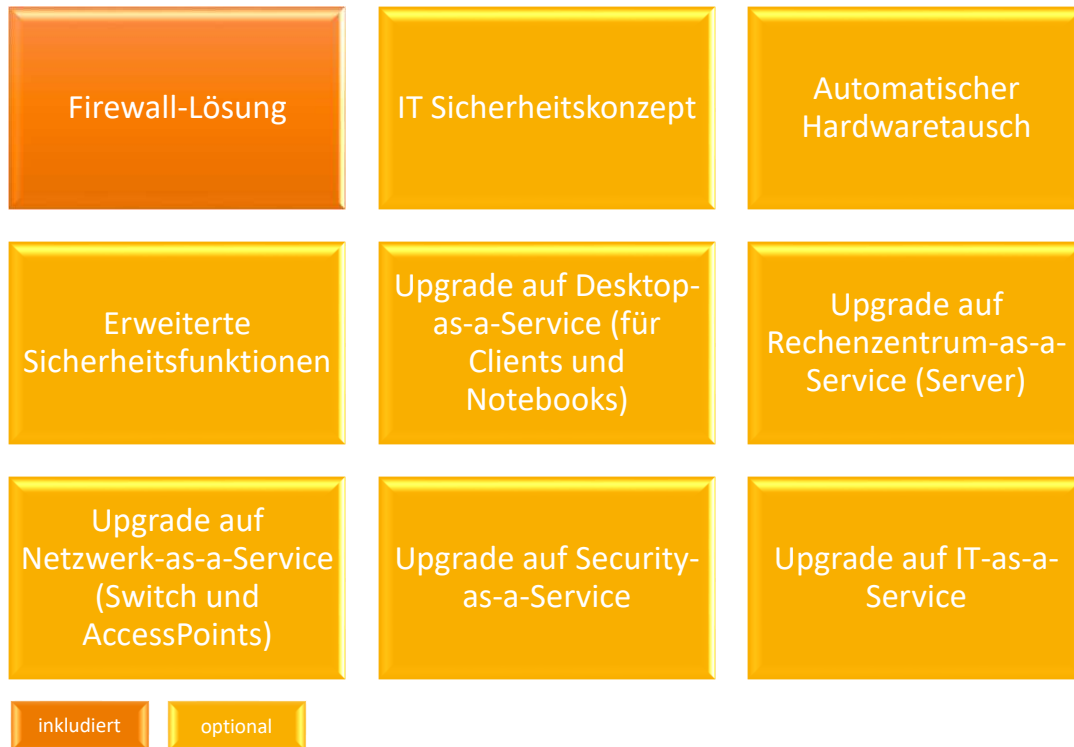 Firewall-Lösung
IT Sicherheitskonzept
Automatischer
Hardwaretausch
Erweiterte
Sicherheitsfunktionen
Upgrade auf Desktop-
as-a-Service (für
Clients und
Notebooks)
Upgrade auf
Rechenzentrum-as-a-
Service (Server)
Upgrade auf
Netzwerk-as-a-Service
(Switch und
AccessPoints)
Upgrade auf Security-
as-a-Service
Upgrade auf IT-as-a-
Service
inkludiert
optional